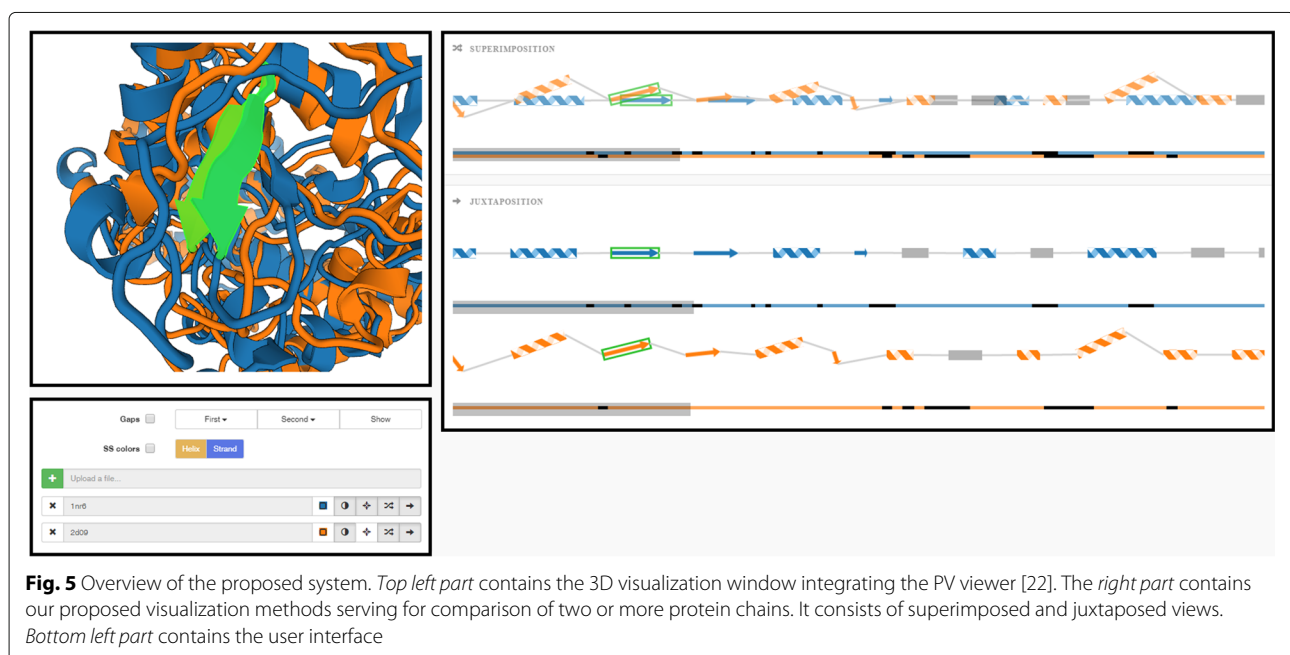 SUPERIMPOSITION
JUXTAPOSITION
Gaps First Second Show
SS colors Helix Strand
Upload a file...
1nr6
2d09
Fig. 5 Overview of the proposed system. Top left part contains the 3D visualization window integrating the PV viewer [22]. The right part contains
our proposed visualization methods serving for comparison of two or more protein chains. It consists of superimposed and juxtaposed views.
Bottom left part contains the user interface